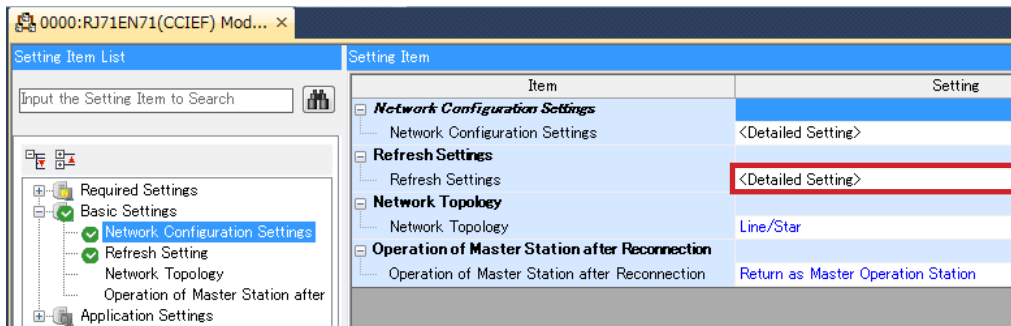 0000:RJ71EN71(CCIEF) Mod... ×
Setting Item List
Input the Setting Item to Search
Required Settings
Basic Settings
Network Configuration Settings
Refresh Setting
Network Topology
Operation of Master Station after
Application Settings
Setting Item
Item Setting
Network Configuration Settings
Network Configuration Settings <Detailed Setting>
Refresh Settings
Refresh Settings <Detailed Setting>
Network Topology
Network Topology Line/Star
Operation of Master Station after Reconnection
Operation of Master Station after Reconnection Return as Master Operation Station